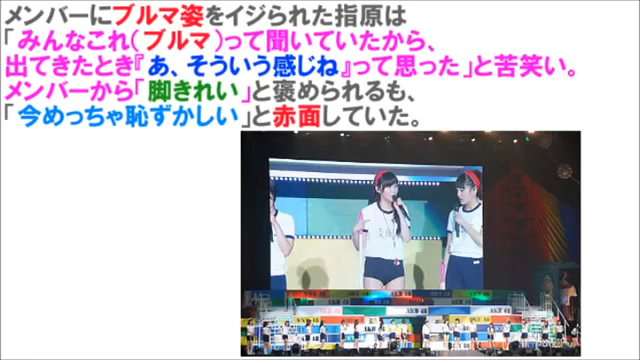 メンバーにブルマ姿をイジられた指原は
「みんなこれ(ブルマ)って聞いていたから、
出てきたとき『あ、そういう感じね』って思った」と苦笑い。
メンバーから「脚きれい」と褒められるも、
「今めっちゃ恥ずかしい」と赤面していた。